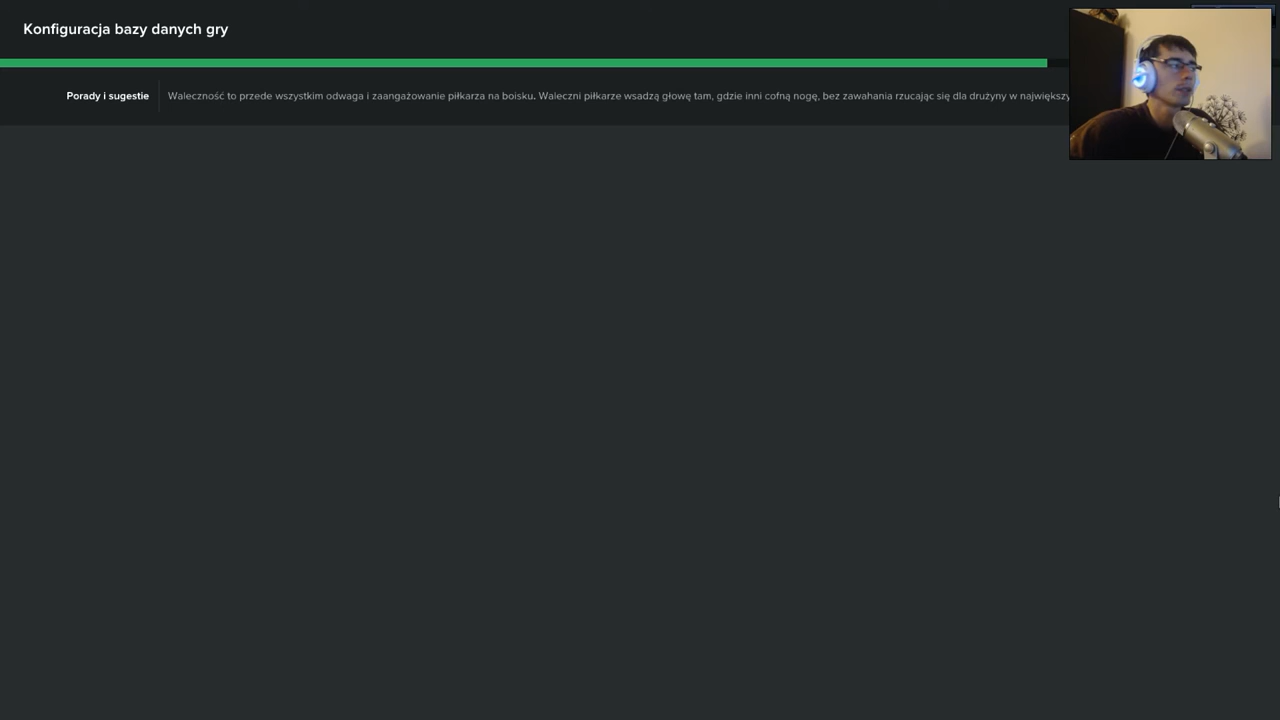 Konfiguracja bazy danych gry
Porady i sugestie
Waleczność to przede wszystkim odwaga i zaangażowanie piłkarza na boisku. Waleczni piłkarze wsadzą głowę tam, gdzie inni cofną nogę, bez zawahania rzucając się dla drużyny w największy